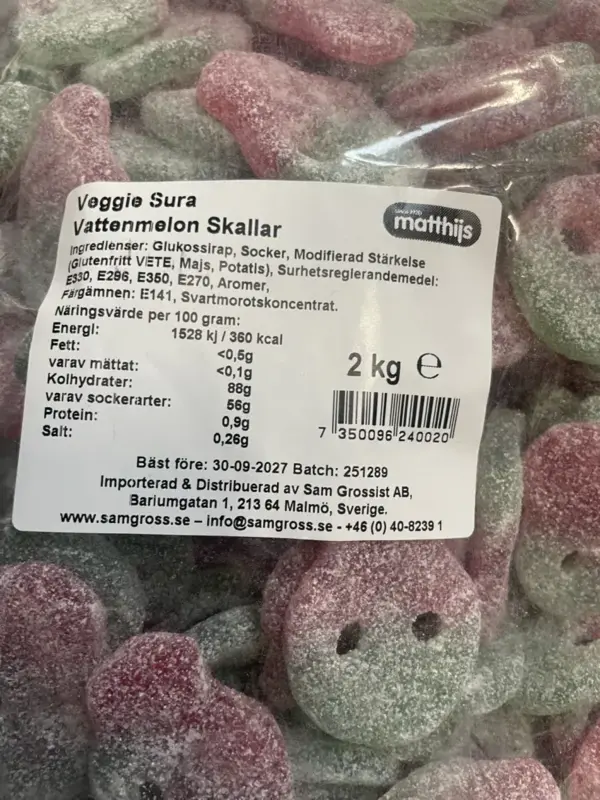 Veggie Sura
Vattenmelon Skallar
SINCE 1970
matthijs
Ingredienser: Glukossirap, Socker, Modifierad Stärkelse
(Glutenfritt VETE, Majs, Potatis), Surhetsreglerandemedel:
E330, E296, E350, E270, Aromer,
Färgämnen: E141, Svartmorotskoncentrat.
Näringsvärde per 100 gram:
Energi: 1528 kj / 360 kcal
Fett: <0,5g
varav mättat: <0,1g
Kolhydrater: 88g
varav sockerarter: 56g
Protein: 0,9g
Salt: 0,26g
2 kg ℮
7 350096 240020
Bäst före: 30-09-2027 Batch: 251289
Importerad & Distribuerad av Sam Grossist AB,
Bariumgatan 1, 213 64 Malmö, Sverige.
www.samgross.se – info@samgross.se - +46 (0) 40-8239 1